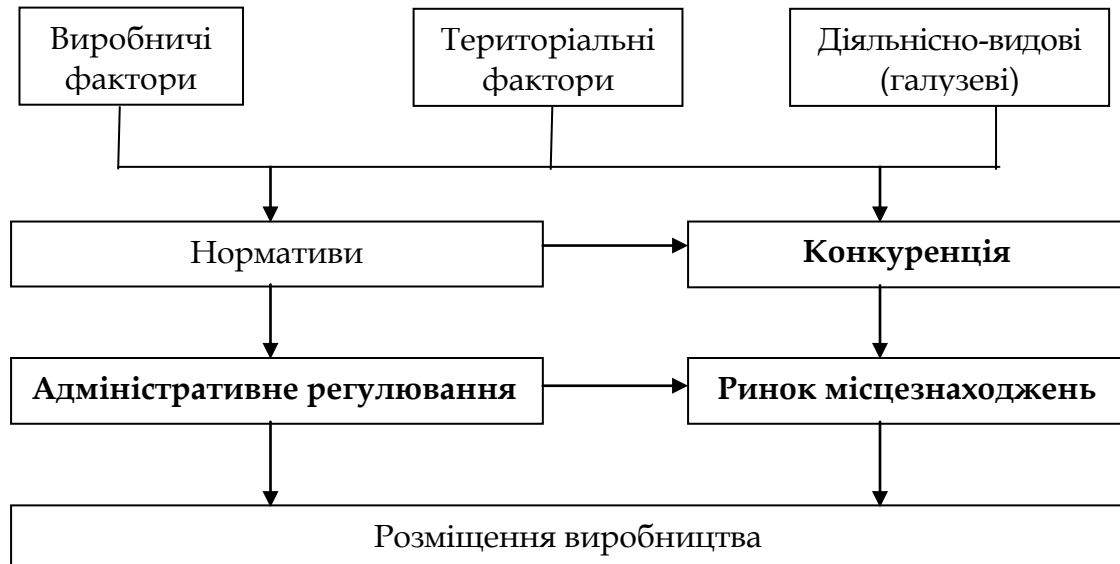 Виробничі
фактори
Територіальні
фактори
Діяльнісно-видові
(галузеві)
Нормативи
Конкуренція
Адміністративне регулювання
Ринок місцезнаходжень
Розміщення виробництва